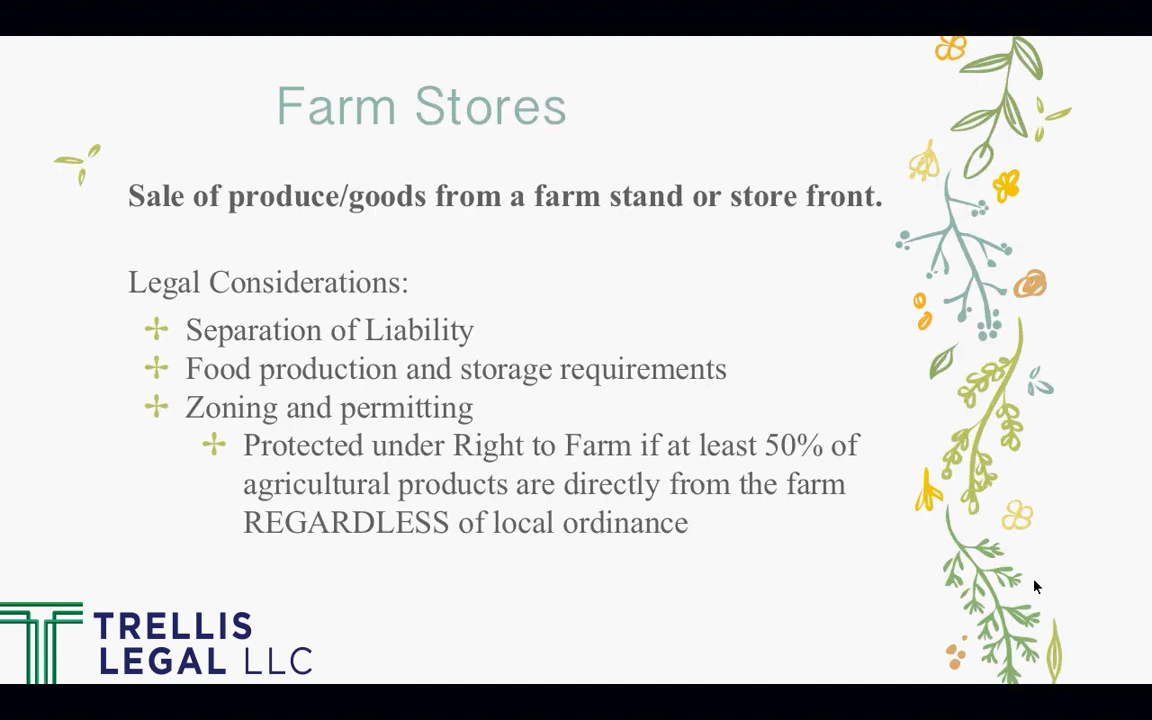 Farm Stores
Sale of produce/goods from a farm stand or store front.
Legal Considerations:
Separation of Liability
Food production and storage requirements
Zoning and permitting
Protected under Right to Farm if at least 50% of
agricultural products are directly from the farm
REGARDLESS of local ordinance
TRELLIS
LEGAL LLC